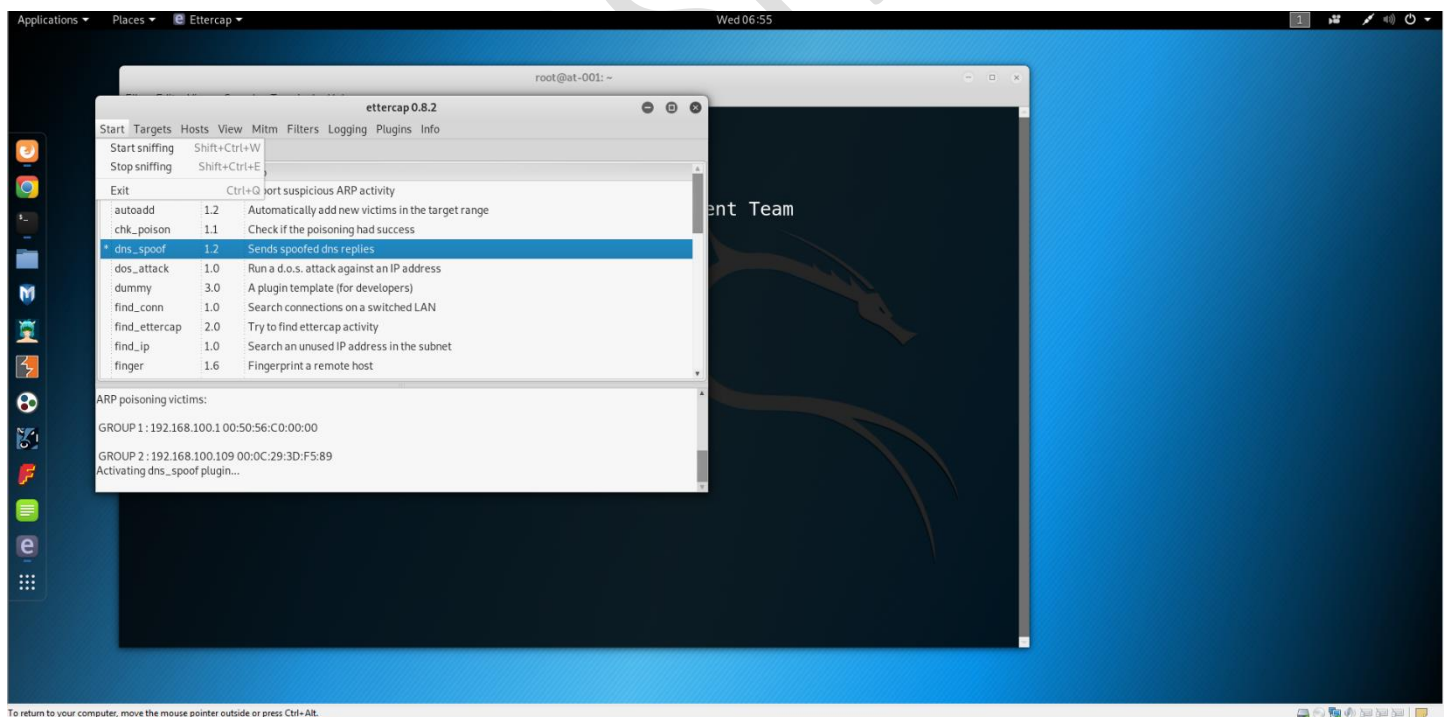 Applications Places Ettercap Wed 06:55 1
root@at-001: ~
ettercap 0.8.2
Start Targets Hosts View Mitm Filters Logging Plugins Info
Start sniffing Shift+Ctrl+W
Stop sniffing Shift+Ctrl+E
Exit Ctrl+Q port suspicious ARP activity
autoadd 1.2 Automatically add new victims in the target range
ent Team
chk_poison 1.1 Check if the poisoning had success
* dns_spoof 1.2 Sends spoofed dns replies
dos_attack 1.0 Run a d.o.s. attack against an IP address
dummy 3.0 A plugin template (for developers)
find_conn 1.0 Search connections on a switched LAN
find_ettercap 2.0 Try to find ettercap activity
find_ip 1.0 Search an unused IP address in the subnet
finger 1.6 Fingerprint a remote host
ARP poisoning victims:
GROUP 1 : 192.168.100.1 00:50:56:C0:00:00
GROUP 2 : 192.168.100.109 00:0C:29:3D:F5:89
Activating dns_spoof plugin...
To return to your computer, move the mouse pointer outside or press Ctrl+Alt.